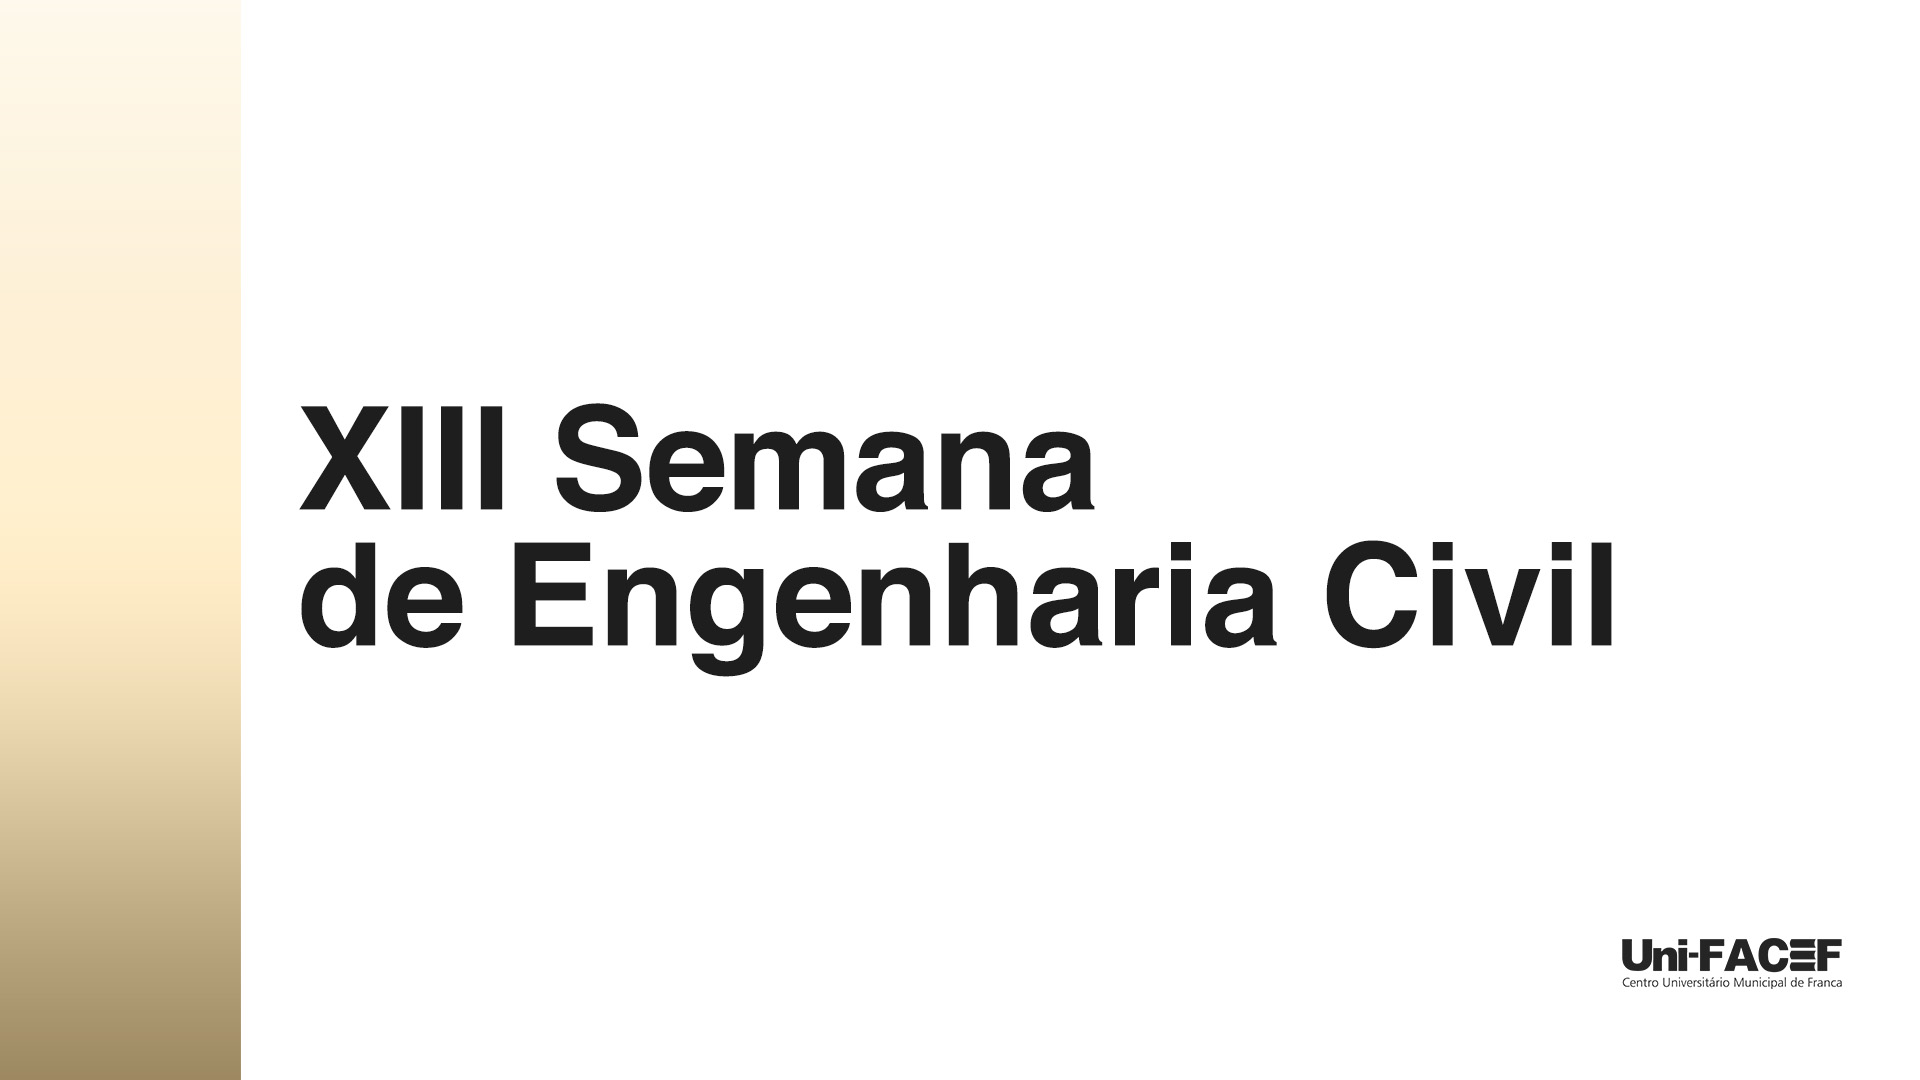 XIII Semana
de Engenharia Civil
Uni-FACEF
Centro Universitário Municipal de Franca